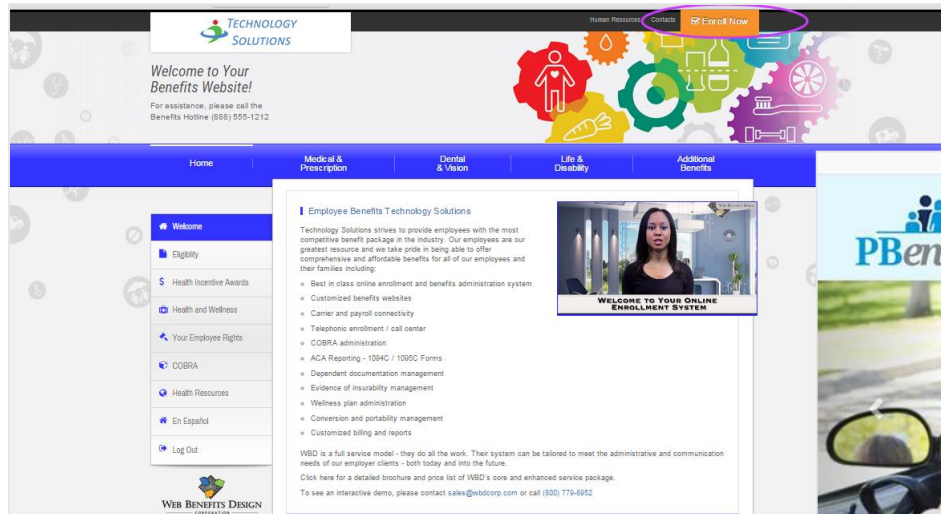 Human Resources
Contacts
Enroll Now
TECHNOLOGY
SOLUTIONS
Welcome to Your
Benefits Website!
For assistance, please call the
Benefits Hotline (888) 555-1212
Home
Medical &
Prescription
Dental
& Vision
Life &
Disability
Additional
Benefits
Welcome
Eligibility
Health Incentive Awards
Health and Wellness
Your Employee Rights
COBRA
Health Resources
En Español
Log Out
WEB BENEFITS DESIGN
CORPORATION
Employee Benefits Technology Solutions
Technology Solutions strives to provide employees with the most
competitive benefit package in the industry. Our employees are our
greatest resource and we take pride in being able to offer
comprehensive and affordable benefits for all of our employees and
their families including:
Best in class online enrollment and benefits administration system
Customized benefits websites
Carrier and payroll connectivity
Telephonic enrollment / call center
COBRA administration
ACA Reporting - 1094C / 1095C Forms
Dependent documentation management
Evidence of insurability management
Wellness plan administration
Conversion and portability management
Customized billing and reports
WBD is a full service model - they do all the work. Their system can be tailored to meet the administrative and communication
needs of our employer clients - both today and into the future.
Click here for a detailed brochure and price list of WBD's core and enhanced service package.
To see an interactive demo, please contact sales@wbdcorp.com or call (800) 779-8952
WEB BENEFITS DESIGN
WELCOME TO YOUR ONLINE
ENROLLMENT SYSTEM
PBen